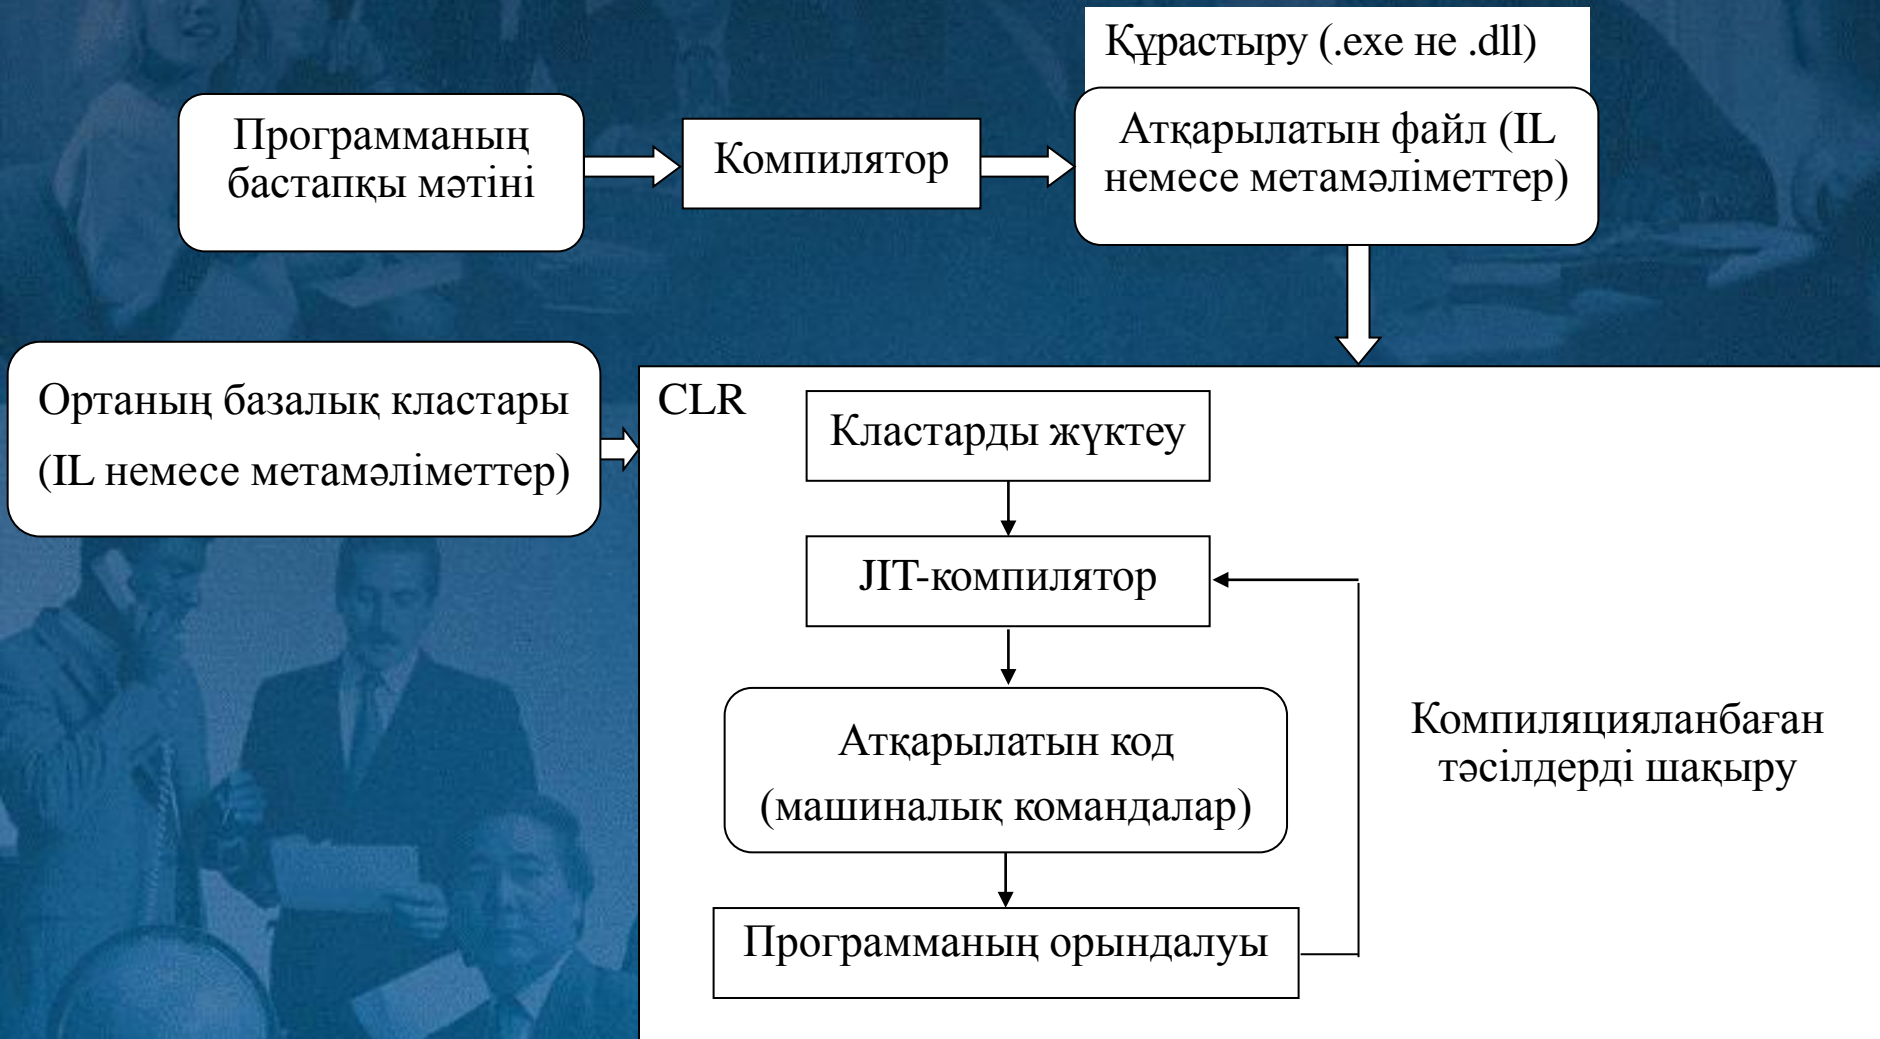 Құрастыру (.exe не .dll)
Программаның
бастапқы мәтіні
Компилятор
Атқарылатын файл (IL
немесе метамәліметтер)
Ортаның базалық кластары
(IL немесе метамәліметтер)
CLR
Кластарды жүктеу
JIT-компилятор
Атқарылатын код
(машиналық командалар)
Компиляцияланбаған
тәсілдерді шақыру
Программаның орындалуы